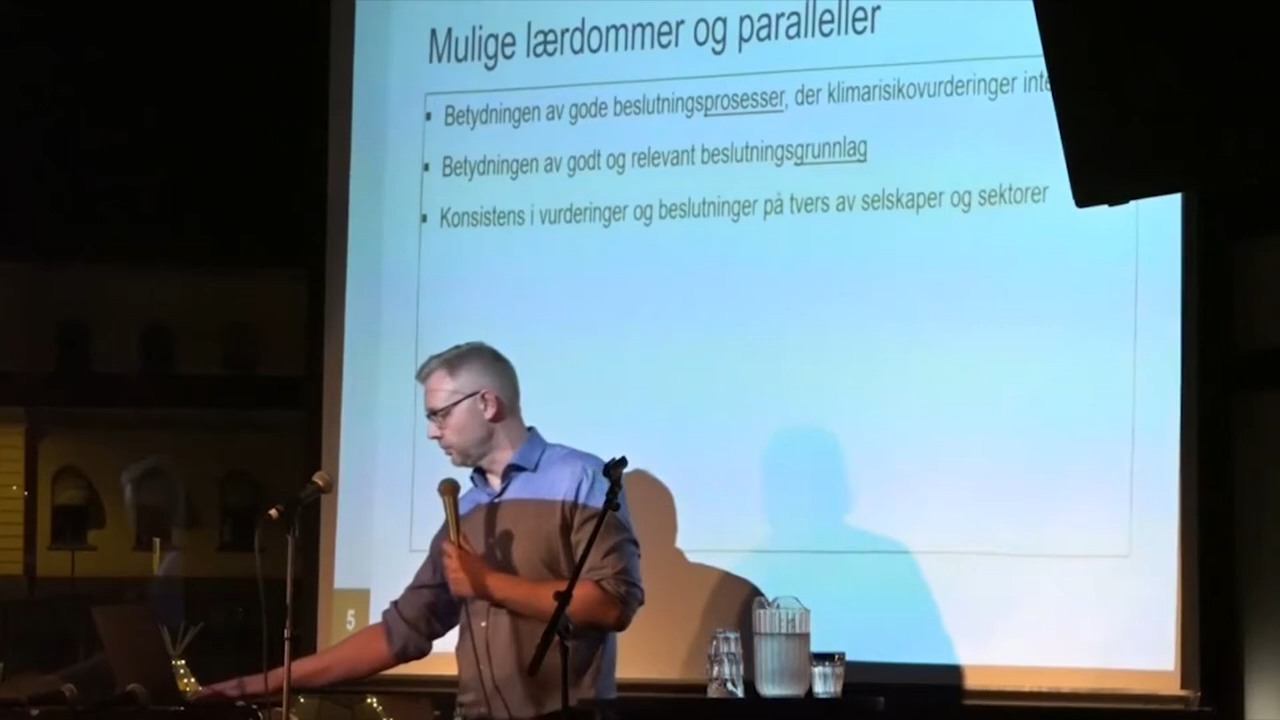 Mulige lærdommer og paralleller
▪ Betydningen av gode beslutningsprosesser, der klimarisikovurderinger
▪ Betydningen av godt og relevant beslutningsgrunnlag
▪ Konsistens i vurderinger og beslutninger på tvers av selskaper og sektorer
5